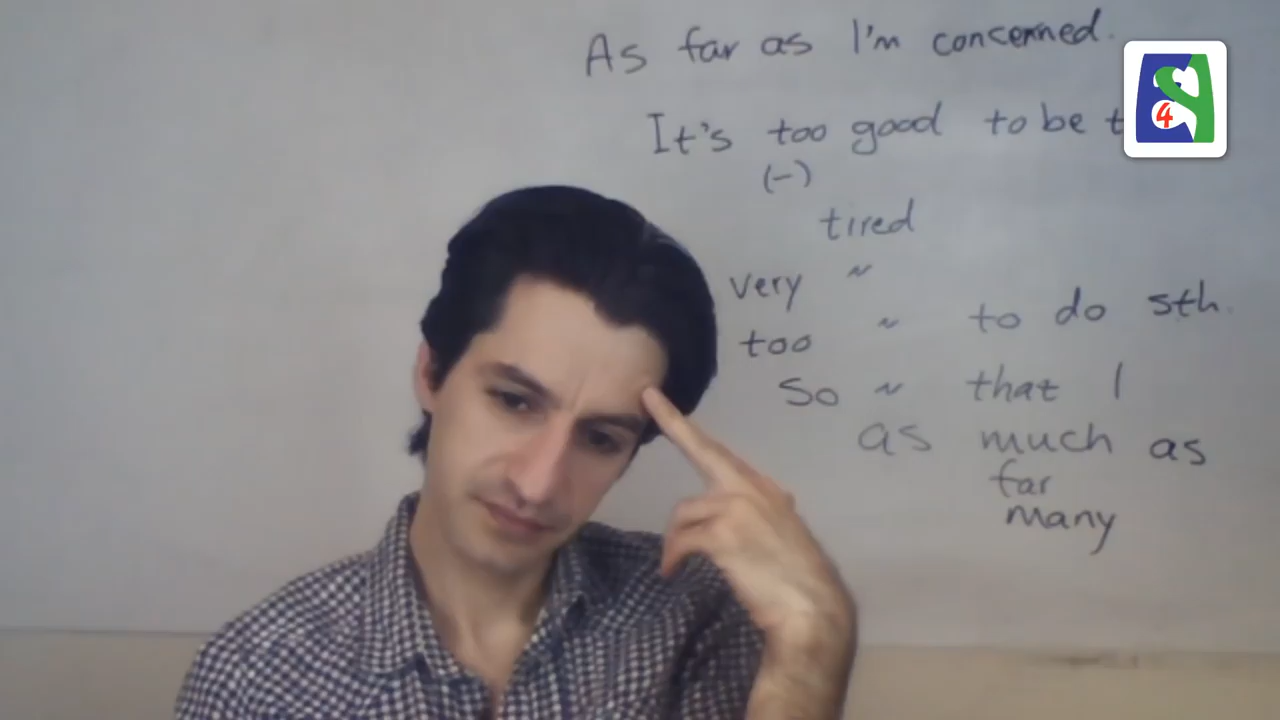 As far as I'm concerned.
It's too good to be t
(-)
tired
very ~
too ~ to do sth.
so ~ that I
as much as
far
many
4